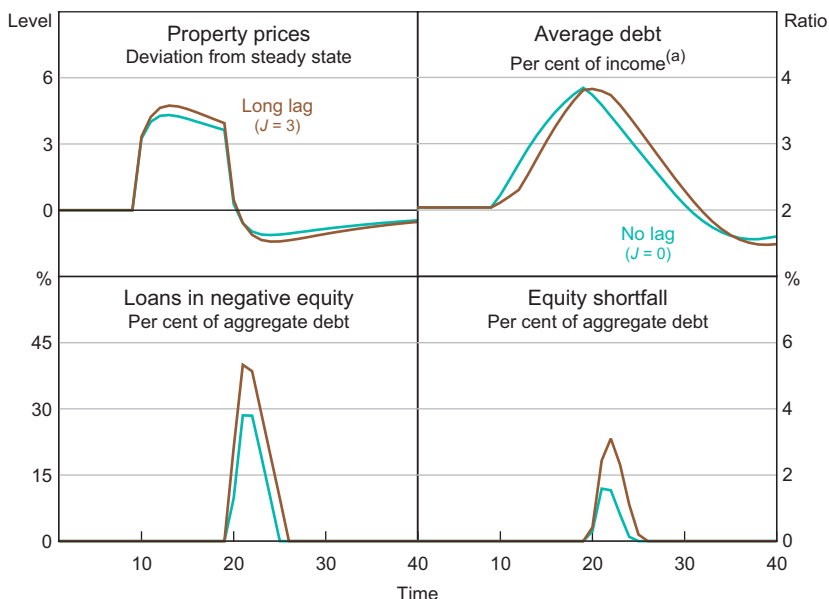 Level
Ratio
Property prices
Deviation from steady state
Average debt
Per cent of income(a)
6
4
Long lag
(J = 3)
3
3
0
2
No lag
(J = 0)
%
%
Loans in negative equity
Per cent of aggregate debt
Equity shortfall
Per cent of aggregate debt
45
6
30
4
15
2
0
0
10
20
30
40
10
20
30
40
Time